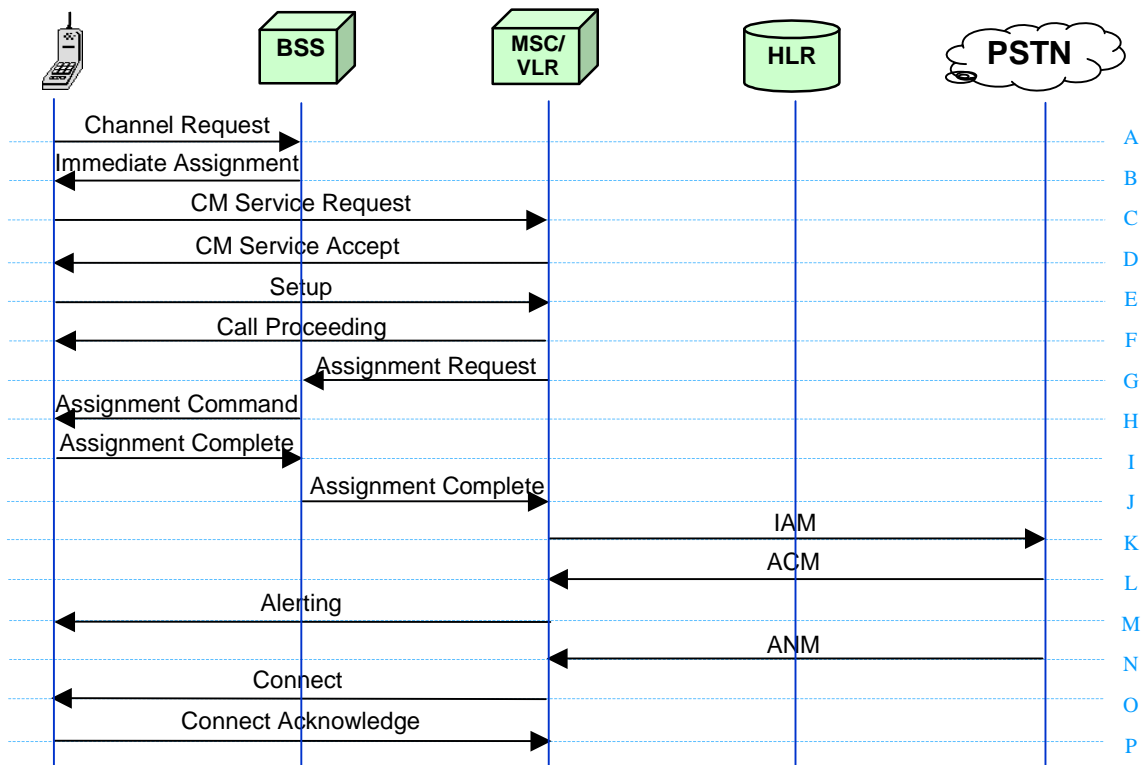 BSS
MSC/
VLR
HLR
PSTN
Channel Request
A
Immediate Assignment
B
CM Service Request
C
CM Service Accept
D
Setup
E
Call Proceeding
F
Assignment Request
G
Assignment Command
H
Assignment Complete
I
Assignment Complete
J
IAM
K
ACM
L
Alerting
M
ANM
N
Connect
O
Connect Acknowledge
P